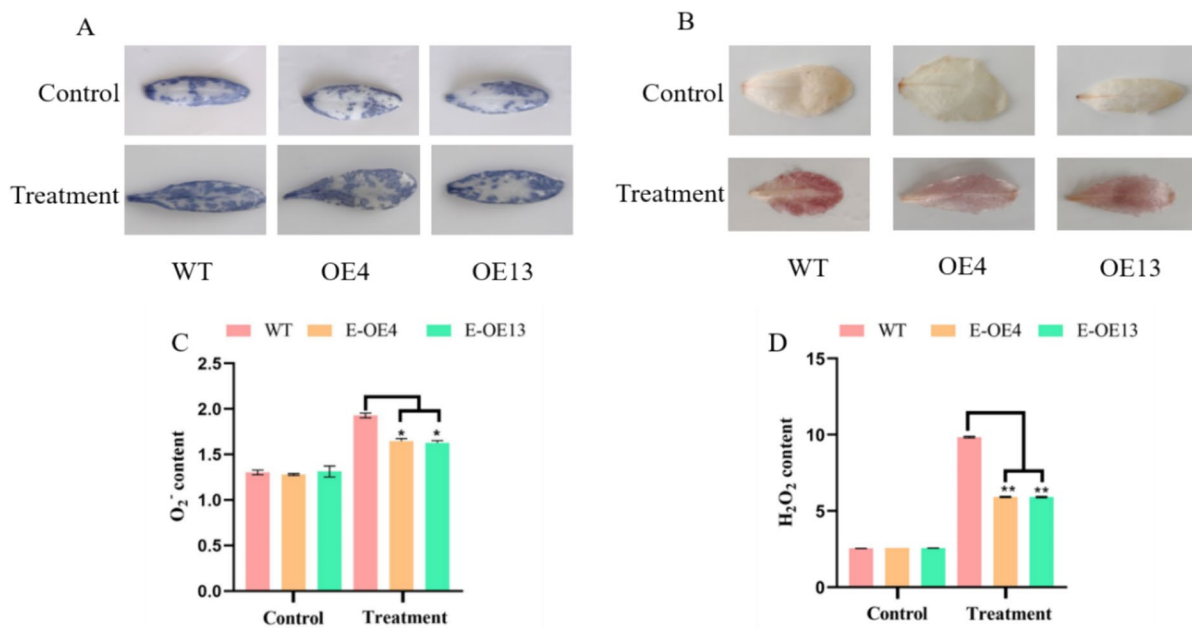 A
Control
Treatment
WT OE4 OE13
B
Control
Treatment
WT OE4 OE13
C
WT E-OE4 E-OE13
O₂⁻ content
2.5
2.0
1.5
1.0
0.5
0.0
* *
Control Treatment
D
WT E-OE4 E-OE13
H₂O₂ content
15
10
5
0
** **
Control Treatment